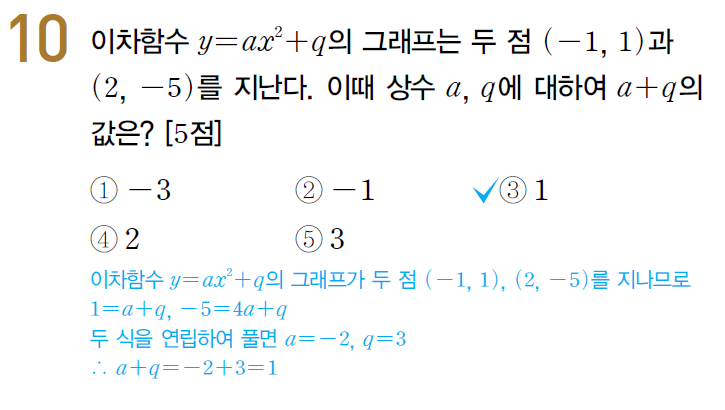 10 이차함수 y=ax²+q의 그래프는 두 점 (-1, 1)과
(2, -5)를 지난다. 이때 상수 a, q에 대하여 a+q의
값은? [5점]
① -3 ② -1 ✓③ 1
④ 2 ⑤ 3
이차함수 y=ax²+q의 그래프가 두 점 (-1, 1), (2, -5)를 지나므로
1=a+q, -5=4a+q
두 식을 연립하여 풀면 a=-2, q=3
∴ a+q=-2+3=1